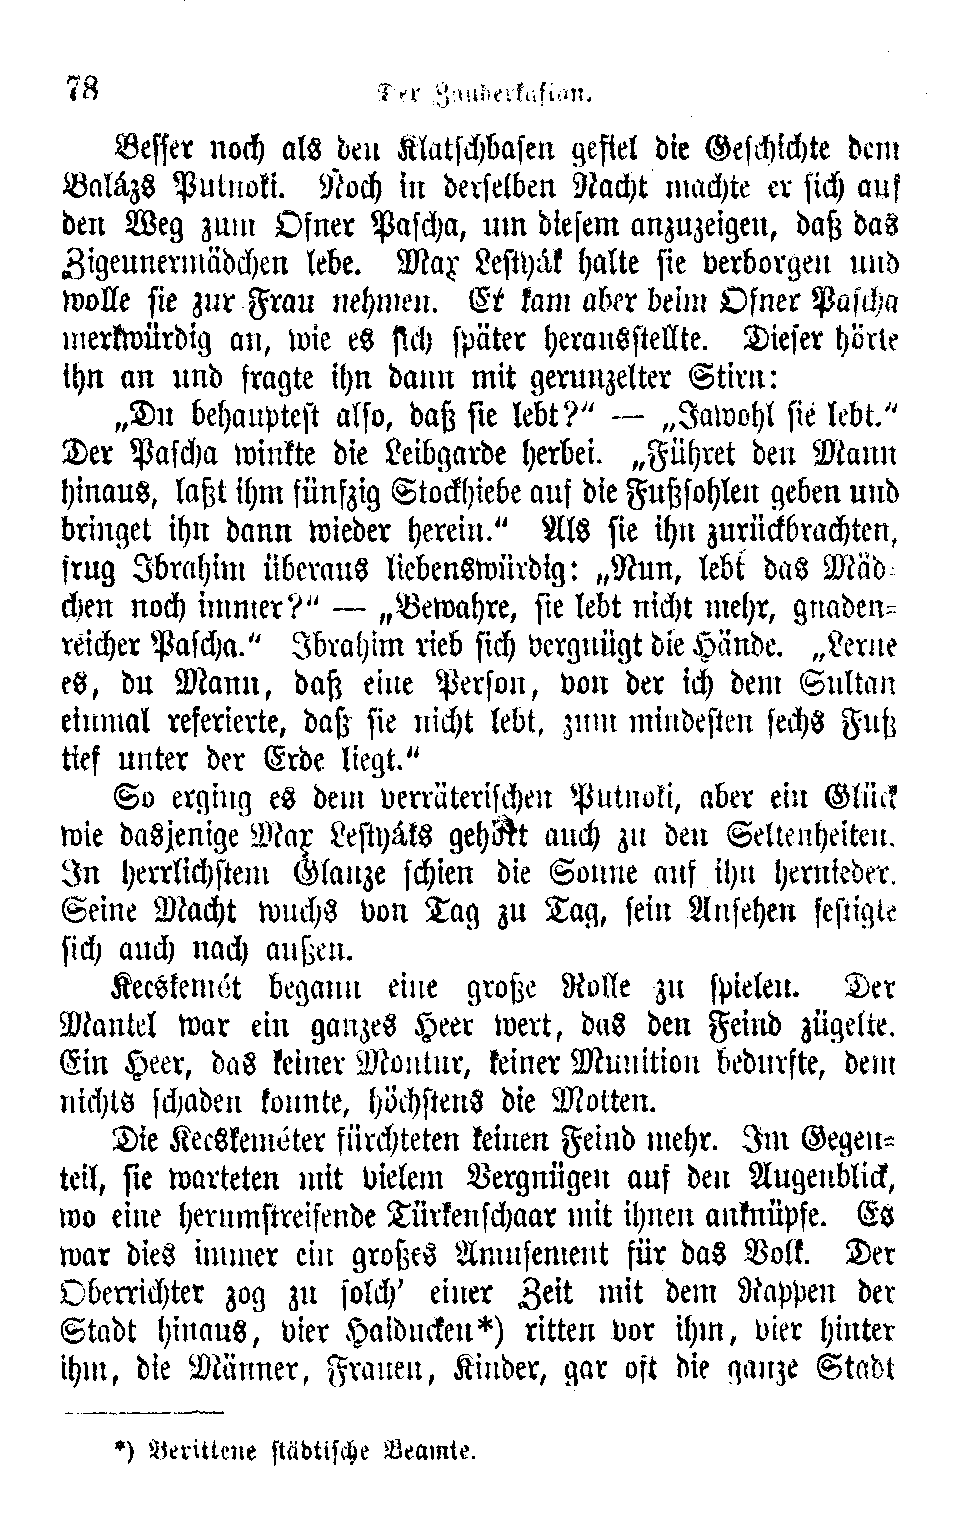 78 Der Zauberkaftan.
Besser noch als den Klatschbasen gefiel die Geschichte dem
Balázs Putnoki. Noch in derselben Nacht machte er sich auf
den Weg zum Ofner Pascha, um diesem anzuzeigen, daß das
Zigeunermädchen lebe. Max Lestyák halte sie verborgen und
wolle sie zur Frau nehmen. Er kam aber beim Ofner Pascha
merkwürdig an, wie es sich später herausstellte. Dieser hörte
ihn an und fragte ihn dann mit gerunzelter Stirn:
„Du behauptest also, daß sie lebt?“ — „Jawohl sie lebt.“
Der Pascha winkte die Leibgarde herbei. „Führet den Mann
hinaus, laßt ihm fünfzig Stockhiebe auf die Fußsohlen geben und
bringet ihn dann wieder herein.“ Als sie ihn zurückbrachten,
frug Ibrahim überaus liebenswürdig: „Nun, lebt das Mäd-
chen noch immer?“ — „Bewahre, sie lebt nicht mehr, gnaden-
reicher Pascha.“ Ibrahim rieb sich vergnügt die Hände. „Lerne
es, du Mann, daß eine Person, von der ich dem Sultan
einmal referierte, daß sie nicht lebt, zum mindesten sechs Fuß
tief unter der Erde liegt.“
So erging es dem verräterischen Putnoki, aber ein Glück
wie dasjenige Max Lestyáks gehört auch zu den Seltenheiten.
In herrlichstem Glanze schien die Sonne auf ihn hernieder.
Seine Macht wuchs von Tag zu Tag, sein Ansehen festigte
sich auch nach außen.
Kecskemét begann eine große Rolle zu spielen. Der
Mantel war ein ganzes Heer wert, das den Feind zügelte.
Ein Heer, das keiner Montur, keiner Munition bedurfte, dem
nichts schaden konnte, höchstens die Motten.
Die Kecskeméter fürchteten keinen Feind mehr. Im Gegen-
teil, sie warteten mit vielem Vergnügen auf den Augenblick,
wo eine herumstreifende Türkenschaar mit ihnen anknüpfe. Es
war dies immer ein großes Amusement für das Volk. Der
Oberrichter zog zu solch’ einer Zeit mit dem Rappen der
Stadt hinaus, vier Haiducken*) ritten vor ihm, vier hinter
ihm, die Männer, Frauen, Kinder, gar oft die ganze Stadt
*) Berittene städtische Beamte.